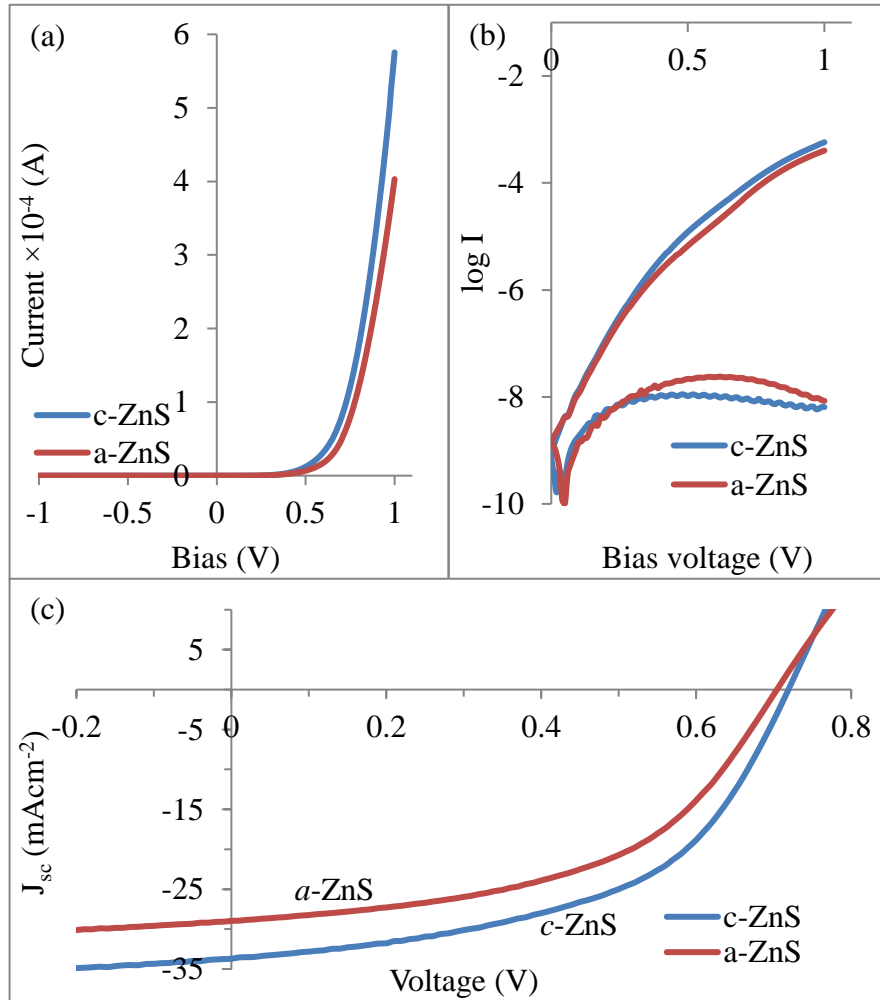 (a)
6
5
4
3
2
1
0
-1 -0.5 0 0.5 1
Current ×10⁻⁴ (A)
Bias (V)
c-ZnS
a-ZnS
(b)
0 0.5 1
-2
-4
-6
-8
-10
log I
Bias voltage (V)
c-ZnS
a-ZnS
(c)
5
-5
-15
-25
-35
-0.2 0 0.2 0.4 0.6 0.8
J_sc (mAcm⁻²)
Voltage (V)
a-ZnS
c-ZnS
c-ZnS
a-ZnS